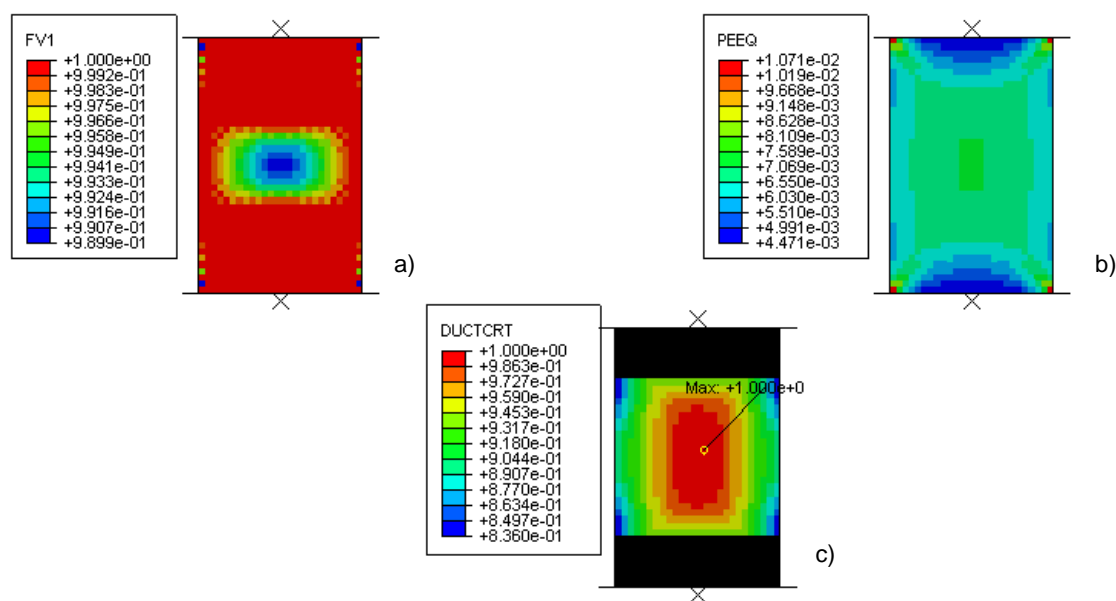 FV1
+1.000e+00
+9.992e-01
+9.983e-01
+9.975e-01
+9.966e-01
+9.958e-01
+9.949e-01
+9.941e-01
+9.933e-01
+9.924e-01
+9.916e-01
+9.907e-01
+9.899e-01
a)
PEEQ
+1.071e-02
+1.019e-02
+9.668e-03
+9.148e-03
+8.628e-03
+8.109e-03
+7.589e-03
+7.069e-03
+6.550e-03
+6.030e-03
+5.510e-03
+4.991e-03
+4.471e-03
b)
DUCTCRT
+1.000e+00
+9.863e-01
+9.727e-01
+9.590e-01
+9.453e-01
+9.317e-01
+9.180e-01
+9.044e-01
+8.907e-01
+8.770e-01
+8.634e-01
+8.497e-01
+8.360e-01
Max: +1.000e+0
c)